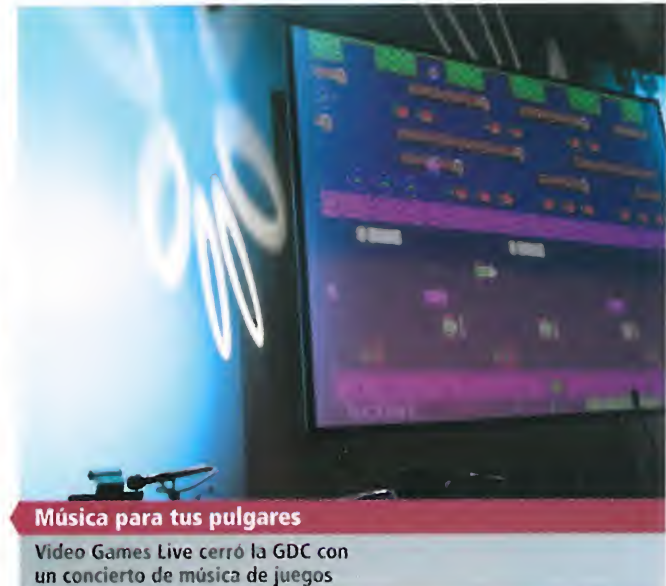 Música para tus pulgares
Video Games Live cerró la GDC con
un concierto de música de juegos